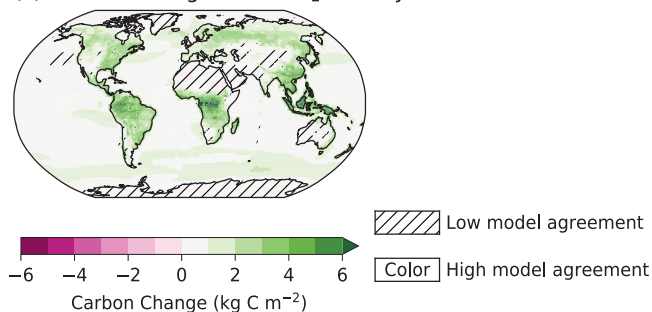 −6 −4 −2 0 2 4 6
Carbon Change (kg C m⁻²)
Low model agreement
Color High model agreement